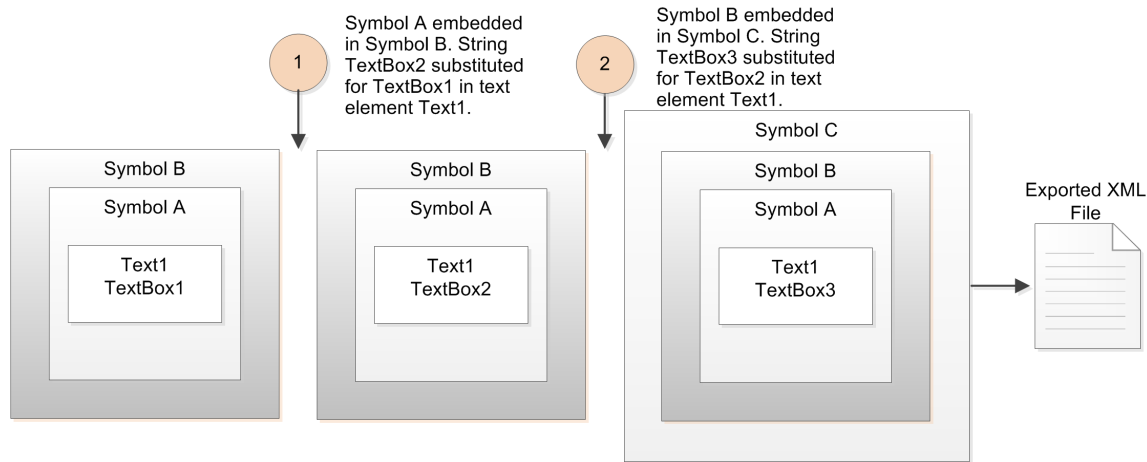 1
Symbol A embedded
in Symbol B. String
TextBox2 substituted
for TextBox1 in text
element Text1.
2
Symbol B embedded
in Symbol C. String
TextBox3 substituted
for TextBox2 in text
element Text1.
Symbol B
Symbol A
Text1
TextBox1
Symbol B
Symbol A
Text1
TextBox2
Symbol C
Symbol B
Symbol A
Text1
TextBox3
Exported XML
File